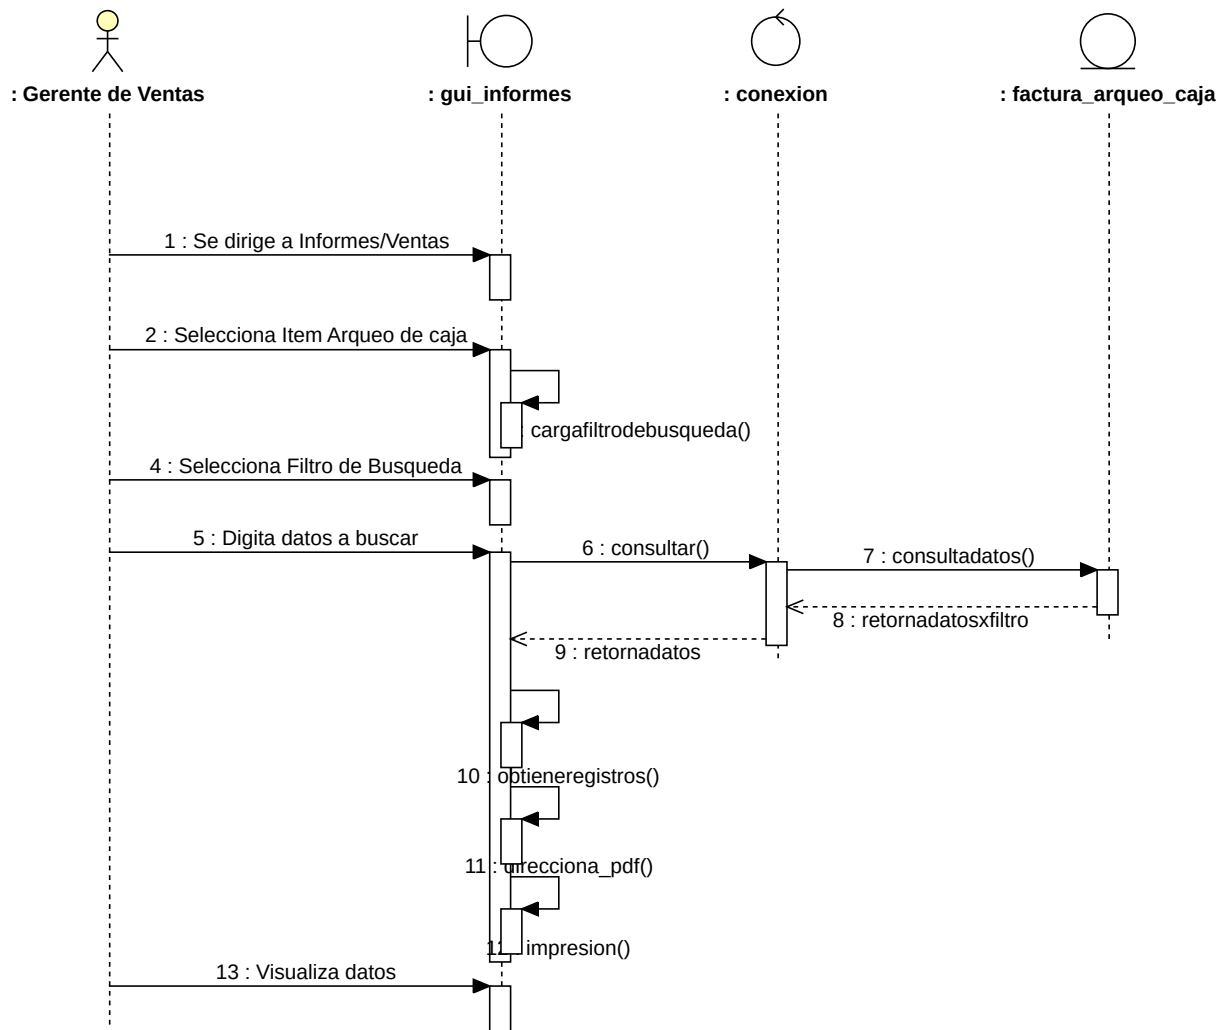 : Gerente de Ventas
: gui_informes
: conexion
: factura_arqueo_caja
1 : Se dirige a Informes/Ventas
2 : Selecciona Item Arqueo de caja
: cargafiltrodebusqueda()
4 : Selecciona Filtro de Busqueda
5 : Digita datos a buscar
6 : consultar()
7 : consultadatos()
8 : retornadatosxfiltro
9 : retornadatos
10 : obtieneregistros()
11 : direcciona_pdf()
12 : impresion()
13 : Visualiza datos